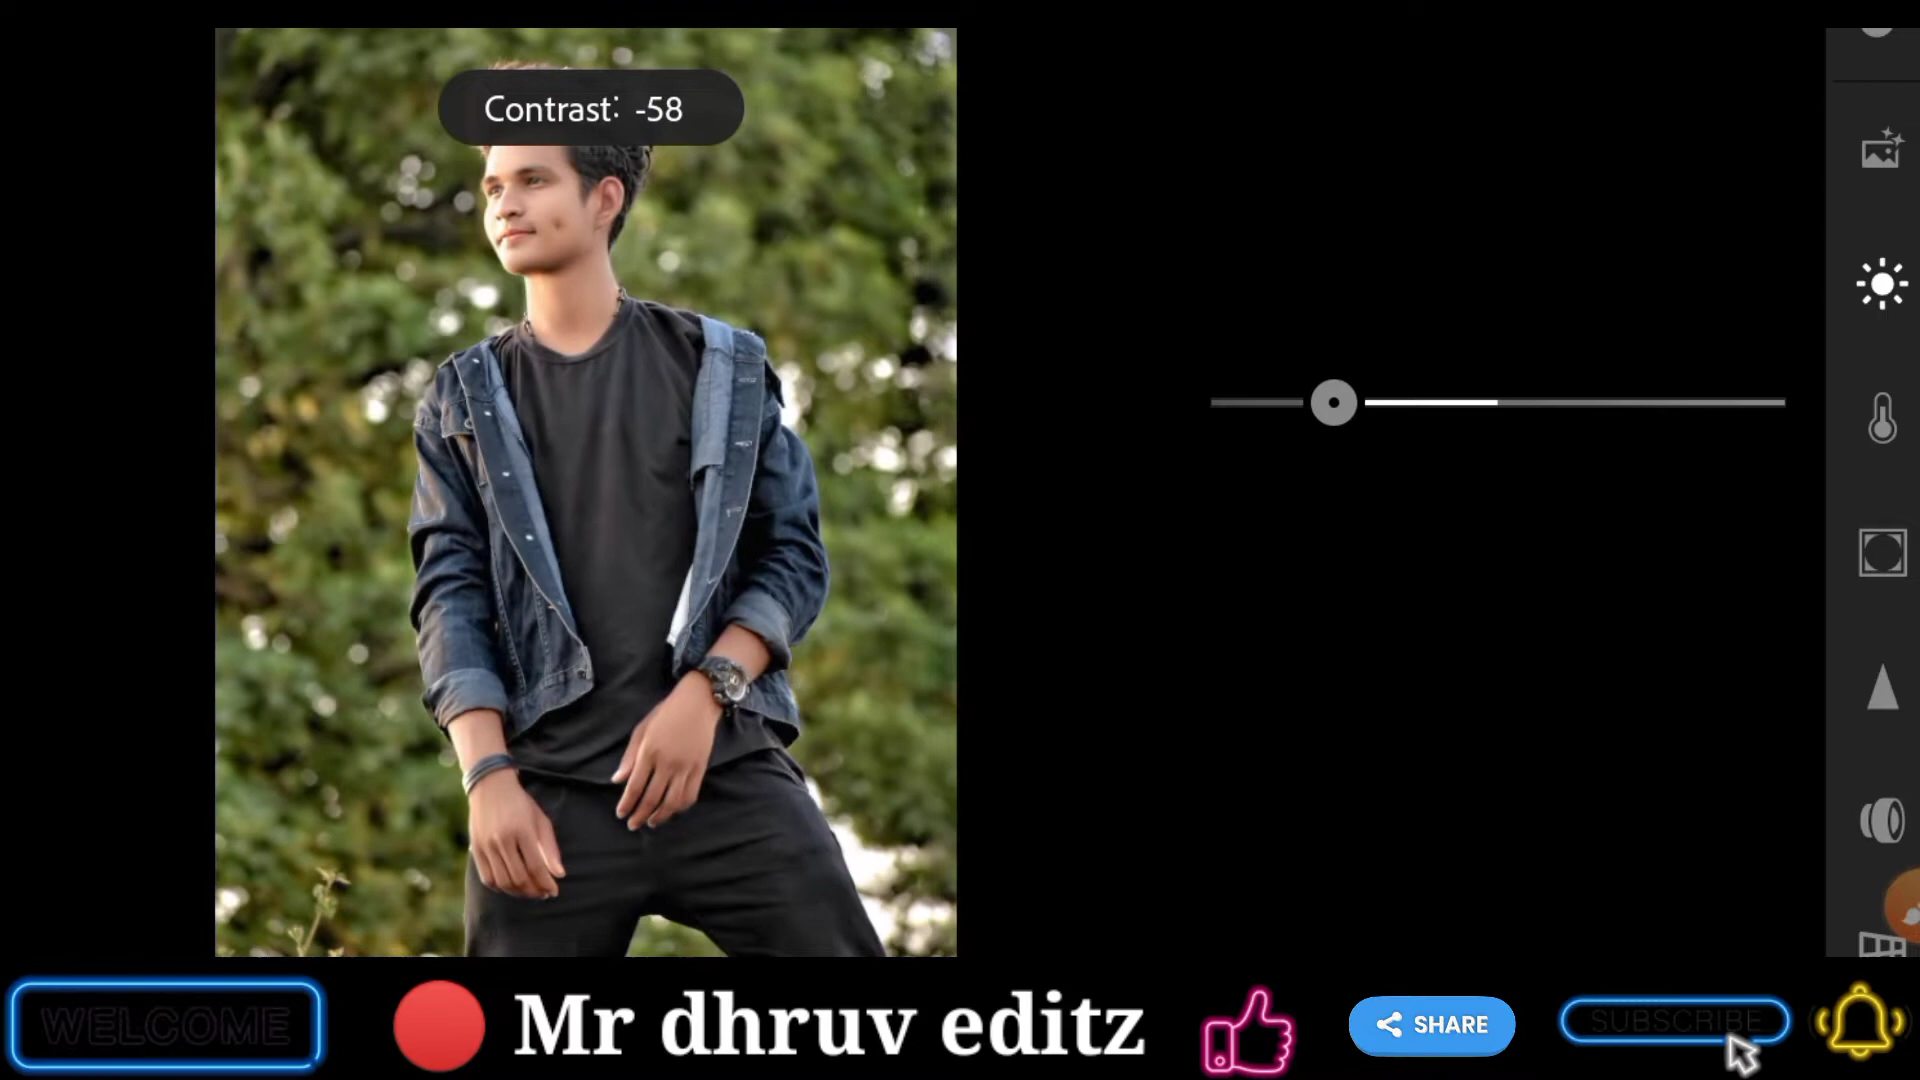 Contrast: -58
WELCOME
Mr dhruv editz
SHARE
SUBSCRIBE